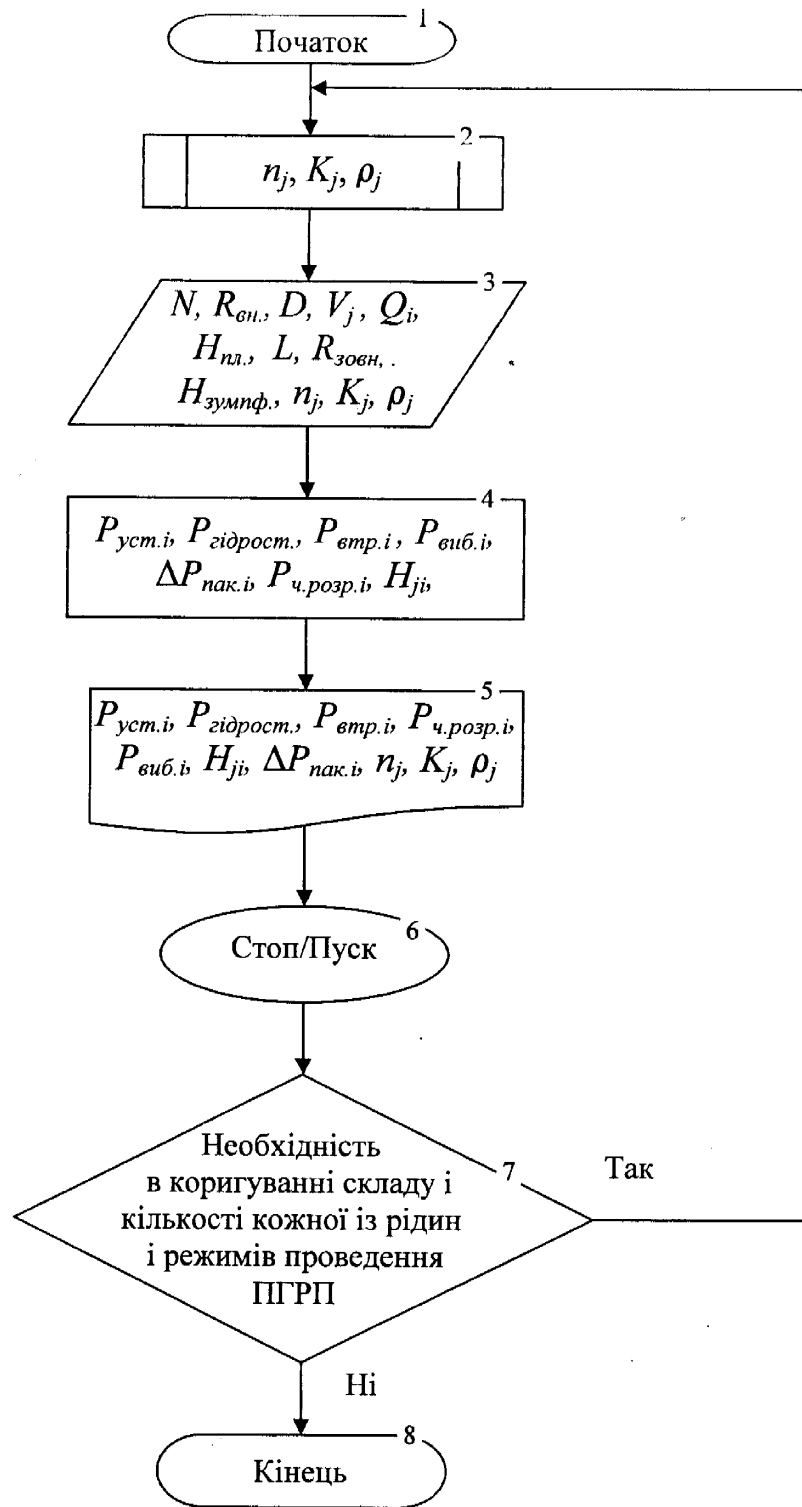 1
Початок
2
nj, Kj, ρj
3
N, Rвн., D, Vj, Qi,
Hпл., L, Rзовн, .
Hзумпф., nj, Kj, ρj
4
Pуст.i, Pгідрост., Pвтр.i, Pвиб.i,
ΔPпак.i, Pч.розр.i, Hji,
5
Pуст.i, Pгідрост., Pвтр.i, Pч.розр.i,
Pвиб.i, Hji, ΔPпак.i, nj, Kj, ρj
6
Стоп/Пуск
7
Необхідність
в коригуванні складу і
кількості кожної із рідин
і режимів проведення
ПГРП
Так
Ні
8
Кінець